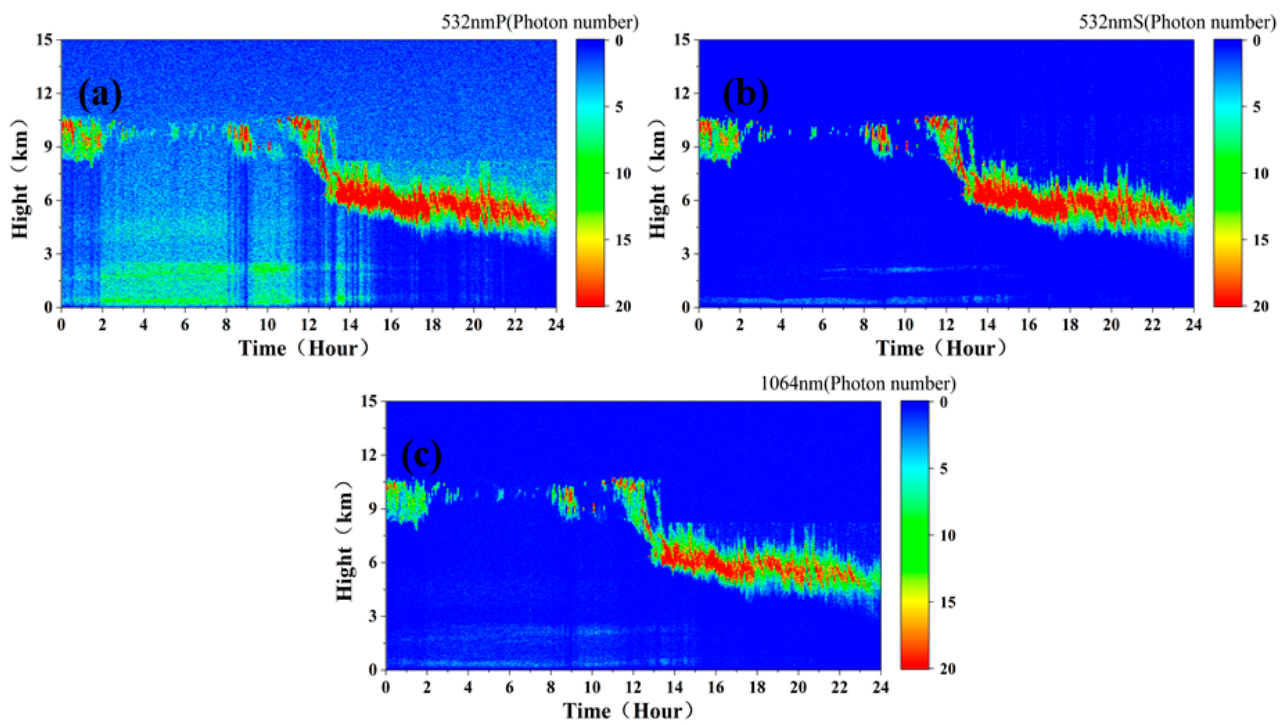 532nmP(Photon number)
15
12
9
6
3
0
Hight（km）
(a)
0 2 4 6 8 10 12 14 16 18 20 22 24
Time（Hour）
0
5
10
15
20
532nmS(Photon number)
15
12
9
6
3
0
Hight（km）
(b)
0 2 4 6 8 10 12 14 16 18 20 22 24
Time（Hour）
0
5
10
15
20
1064nm(Photon number)
15
12
9
6
3
0
Hight（km）
(c)
0 2 4 6 8 10 12 14 16 18 20 22 24
Time（Hour）
0
5
10
15
20